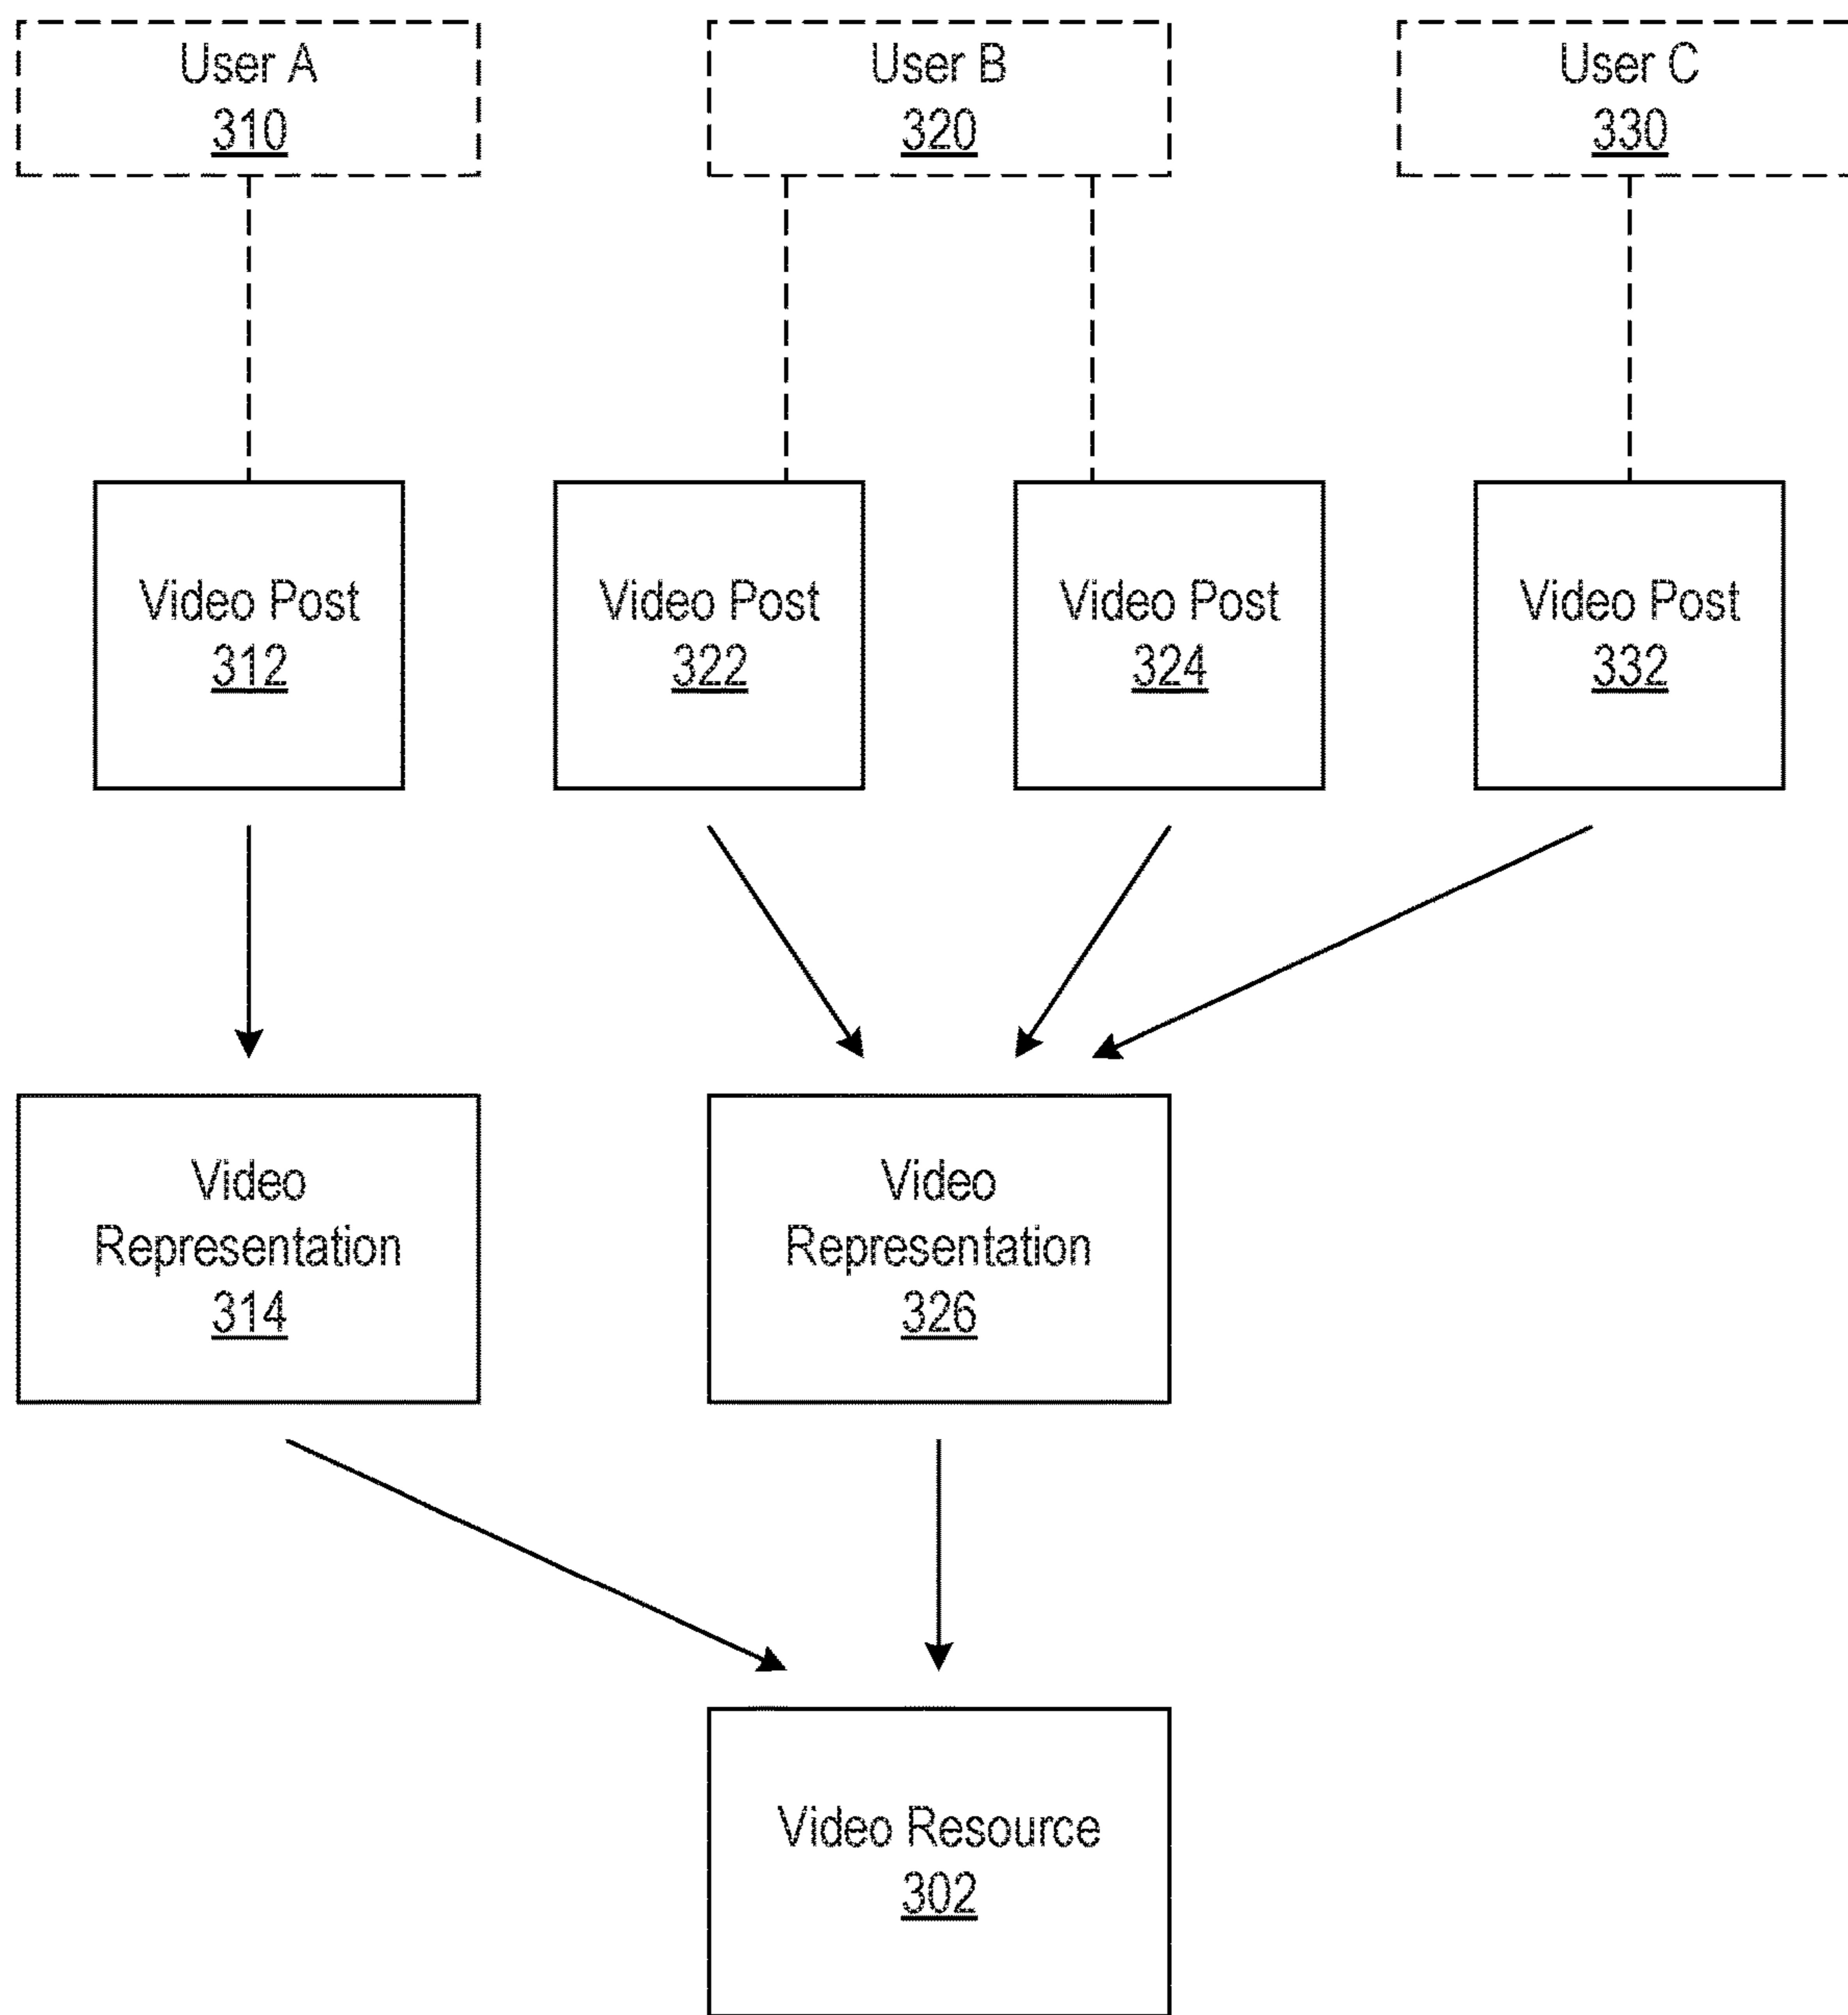 User A
310
User B
320
User C
330
Video Post
312
Video Post
322
Video Post
324
Video Post
332
Video
Representation
314
Video
Representation
326
Video Resource
302